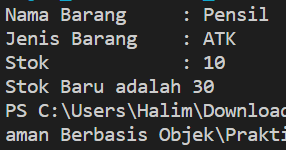 Nama Barang     : Pensil
Jenis Barang    : ATK
Stok            : 10
Stok Baru adalah 30
PS C:\Users\Halim\Download
aman Berbasis Objek\Prakti